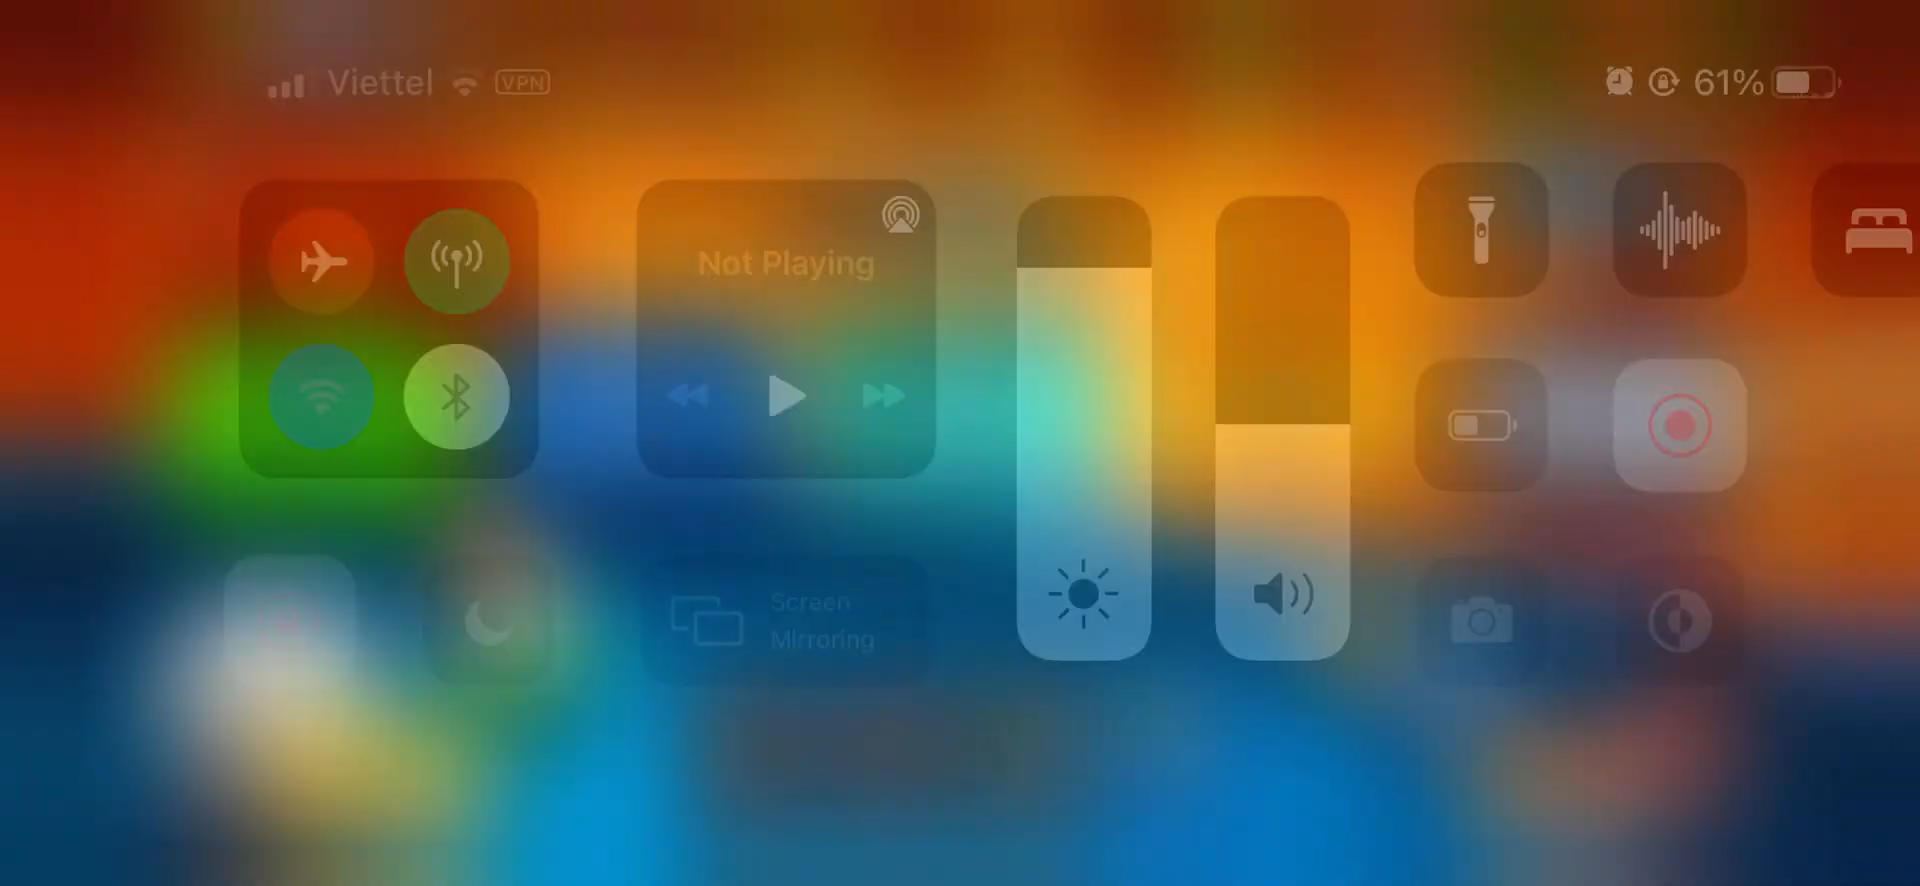 Viettel VPN
61%
Not Playing
Screen
Mirroring